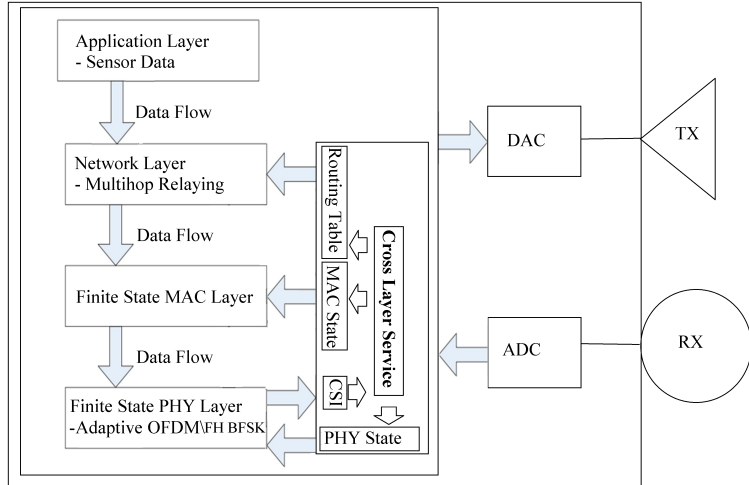 Application Layer
- Sensor Data
Data Flow
Network Layer
- Multihop Relaying
Data Flow
Finite State MAC Layer
Data Flow
Finite State PHY Layer
-Adaptive OFDM\FH BFSK
Routing Table
MAC State
Cross Layer Service
CSI
PHY State
DAC
TX
ADC
RX